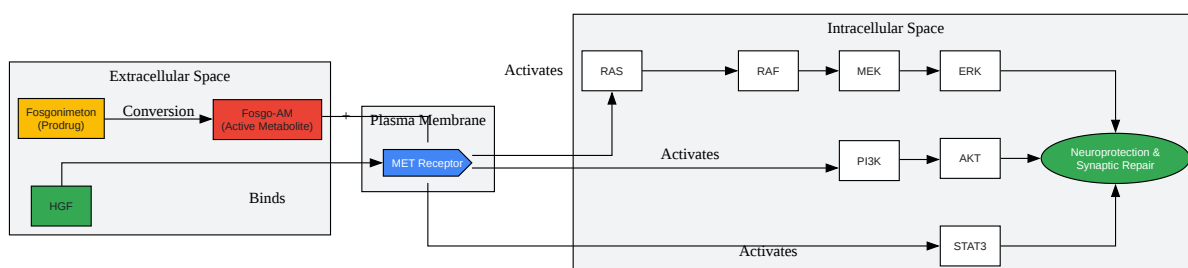 Intracellular Space
Extracellular Space
Activates
RAS
RAF
MEK
ERK
Fosgonimeton
(Prodrug)
Conversion
Fosgo-AM
(Active Metabolite)
+
Plasma Membrane
MET Receptor
Activates
PI3K
AKT
Neuroprotection &
Synaptic Repair
HGF
Binds
Activates
STAT3